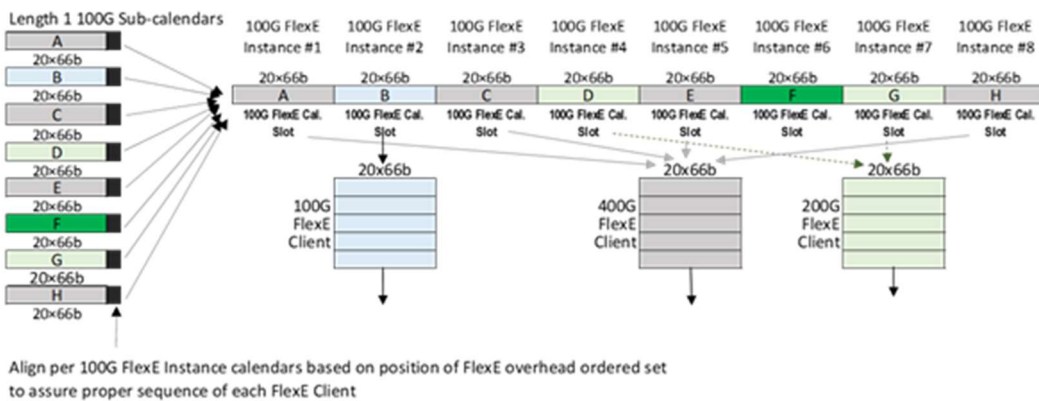 Length 1 100G Sub-calendars
A
20×66b
B
20×66b
C
20×66b
D
20×66b
E
20×66b
F
20×66b
G
20×66b
H
20×66b
100G FlexE 100G FlexE 100G FlexE 100G FlexE 100G FlexE 100G FlexE 100G FlexE 100G FlexE
Instance #1 Instance #2 Instance #3 Instance #4 Instance #5 Instance #6 Instance #7 Instance #8
20×66b 20×66b 20×66b 20×66b 20×66b 20×66b 20×66b 20×66b
A B C D E F G H
100G FlexE Cal. 100G FlexE Cal. 100G FlexE Cal. 100G FlexE Cal. 100G FlexE Cal. 100G FlexE Cal. 100G FlexE Cal. 100G FlexE Cal.
Slot Slot Slot Slot Slot Slot Slot Slot
20×66b 20×66b 20×66b
100G
FlexE
Client
400G
FlexE
Client
200G
FlexE
Client
Align per 100G FlexE Instance calendars based on position of FlexE overhead ordered set
to assure proper sequence of each FlexE Client